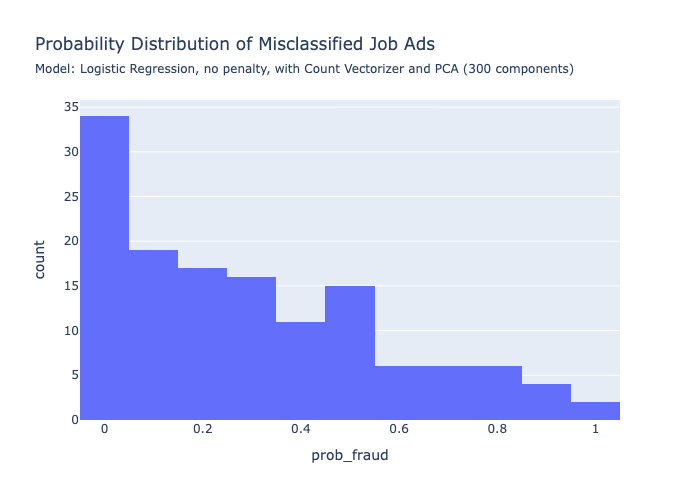 Probability Distribution of Misclassified Job Ads
Model: Logistic Regression, no penalty, with Count Vectorizer and PCA (300 components)
35
30
25
20
15
10
5
0
count
0 0.2 0.4 0.6 0.8 1
prob_fraud